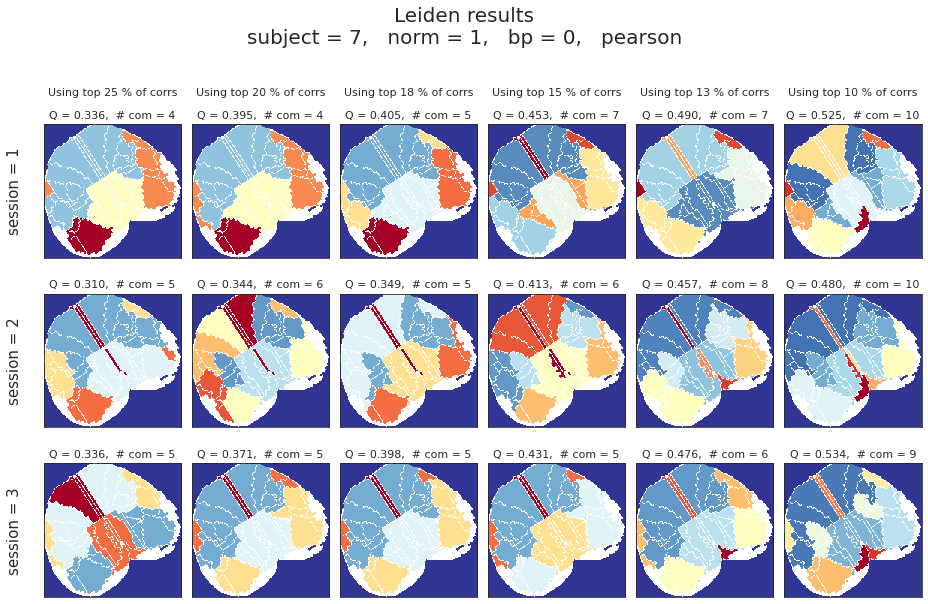 Leiden results
subject = 7,   norm = 1,   bp = 0,   pearson
Using top 25 % of corrs
Using top 20 % of corrs
Using top 18 % of corrs
Using top 15 % of corrs
Using top 13 % of corrs
Using top 10 % of corrs
session = 1
Q = 0.336,  # com = 4
Q = 0.395,  # com = 4
Q = 0.405,  # com = 5
Q = 0.453,  # com = 7
Q = 0.490,  # com = 7
Q = 0.525,  # com = 10
session = 2
Q = 0.310,  # com = 5
Q = 0.344,  # com = 6
Q = 0.349,  # com = 5
Q = 0.413,  # com = 6
Q = 0.457,  # com = 8
Q = 0.480,  # com = 10
session = 3
Q = 0.336,  # com = 5
Q = 0.371,  # com = 5
Q = 0.398,  # com = 5
Q = 0.431,  # com = 5
Q = 0.476,  # com = 6
Q = 0.534,  # com = 9